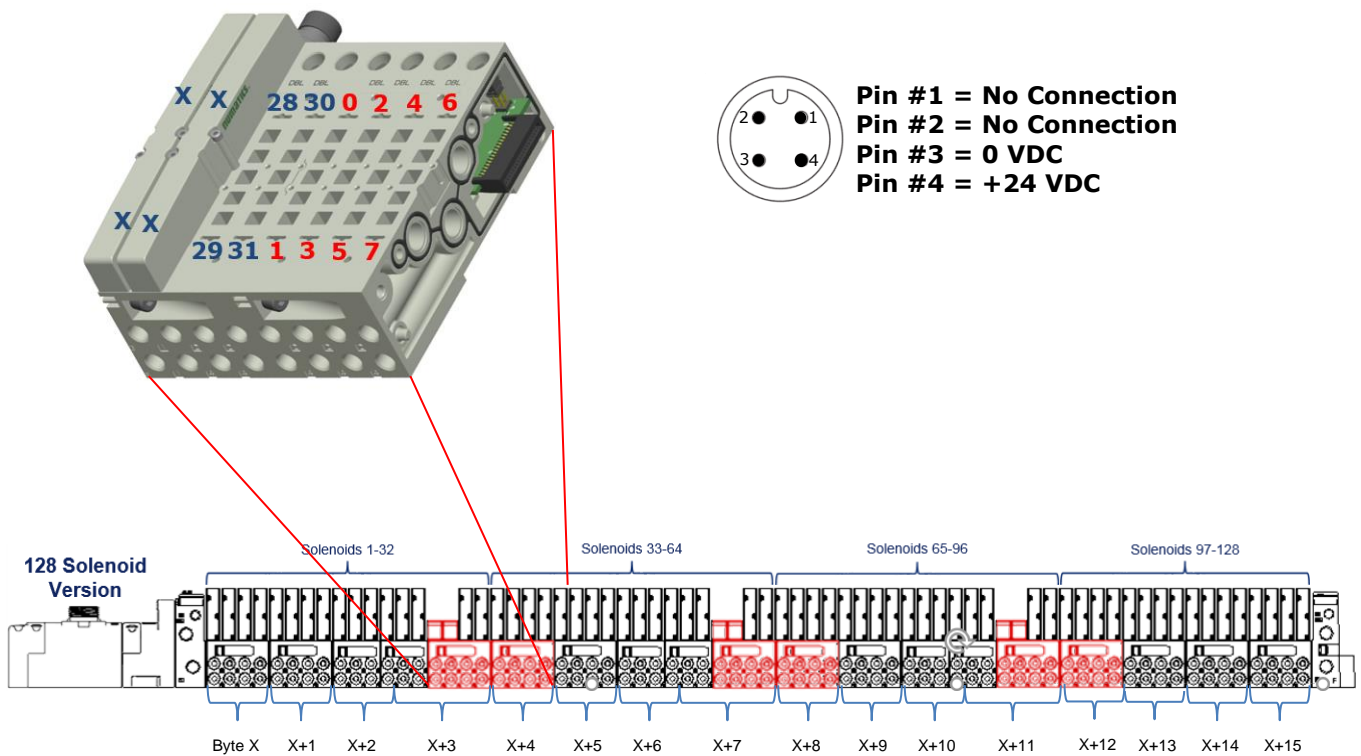 X X 28 30 0 2 4 6
DBL DBL DBL DBL DBL DBL
X X
29 31 1 3 5 7
2 1
3 4
Pin #1 = No Connection
Pin #2 = No Connection
Pin #3 = 0 VDC
Pin #4 = +24 VDC
128 Solenoid
Version
Solenoids 1-32 Solenoids 33-64 Solenoids 65-96 Solenoids 97-128
Byte X X+1 X+2 X+3 X+4 X+5 X+6 X+7 X+8 X+9 X+10 X+11 X+12 X+13 X+14 X+15